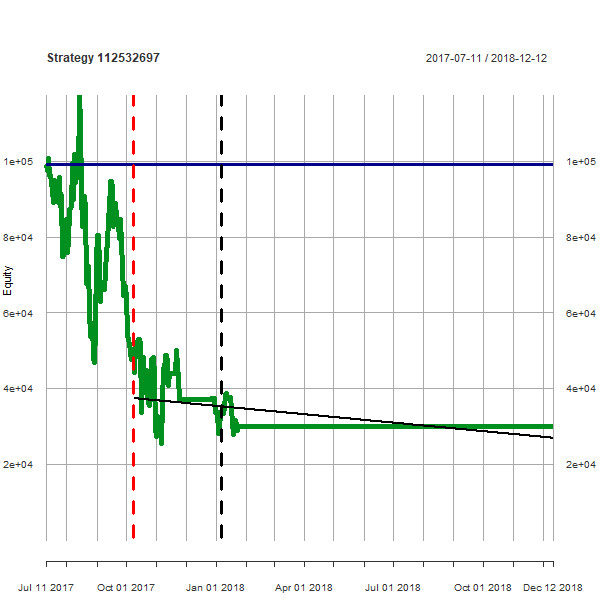 Strategy 112532697 2017-07-11 / 2018-12-12
1e+05 1e+05
8e+04 8e+04
Equity
6e+04 6e+04
4e+04 4e+04
2e+04 2e+04
Jul 11 2017 Oct 01 2017 Jan 01 2018 Apr 01 2018 Jul 01 2018 Oct 01 2018 Dec 12 2018